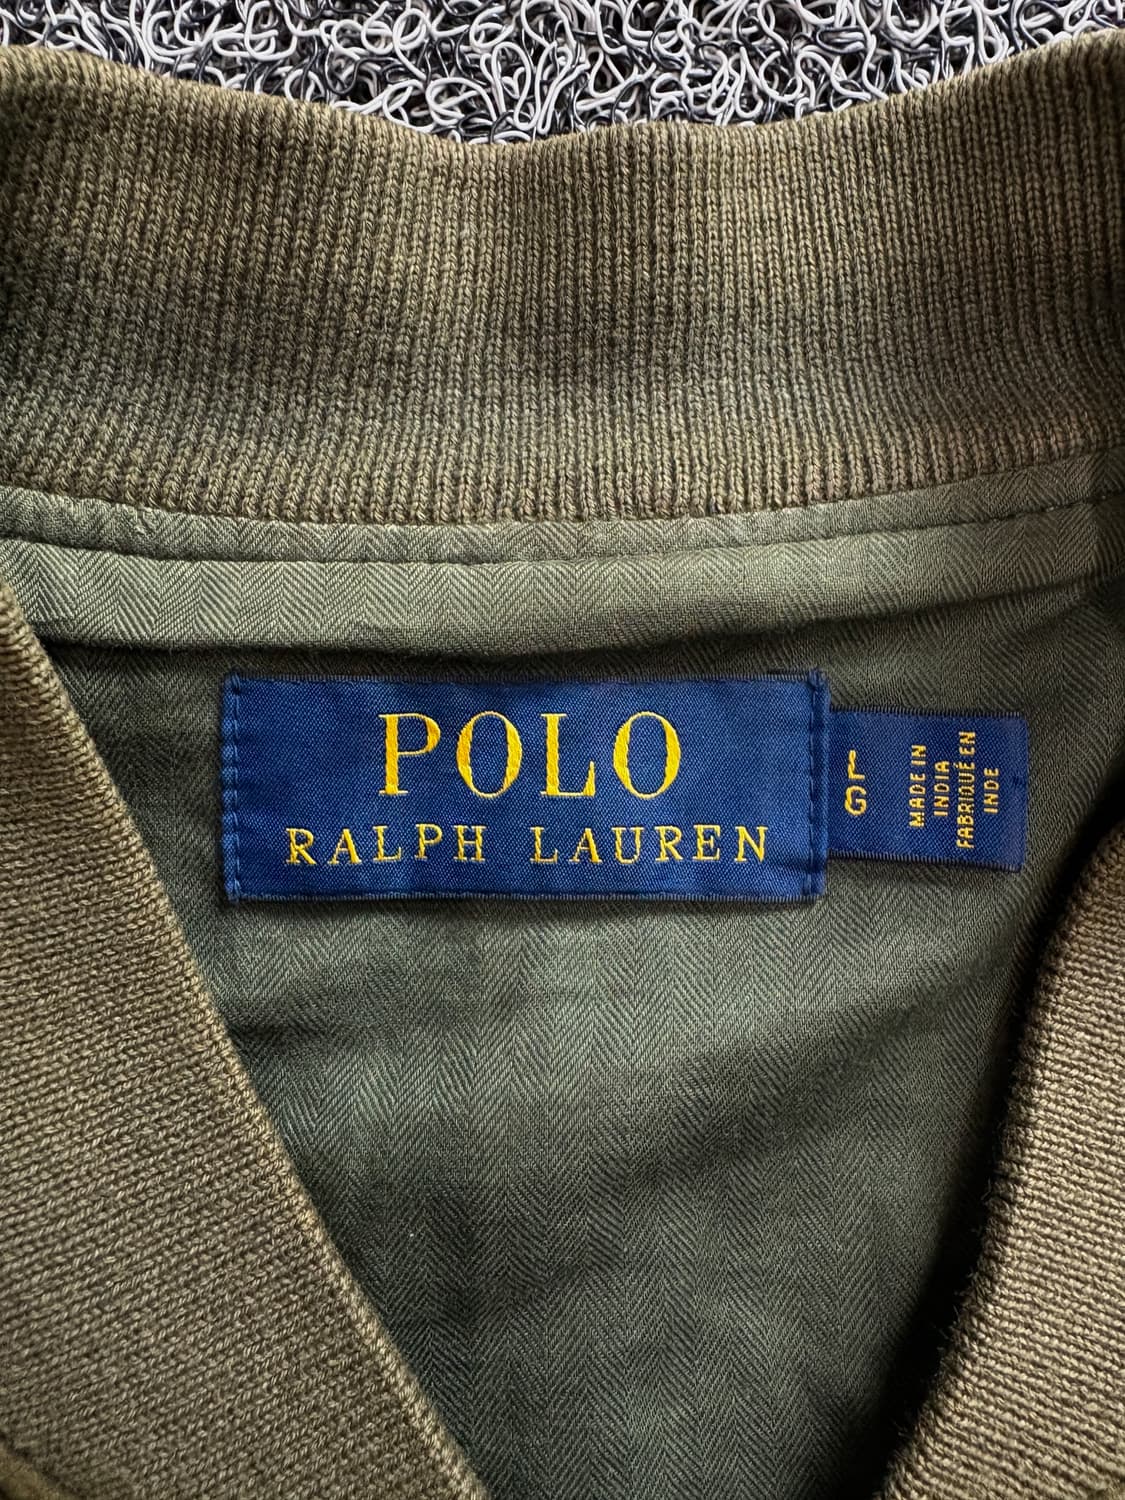 POLO
RALPH LAUREN
L
G
MADE IN
INDIA
FABRIQUÉ EN
INDE